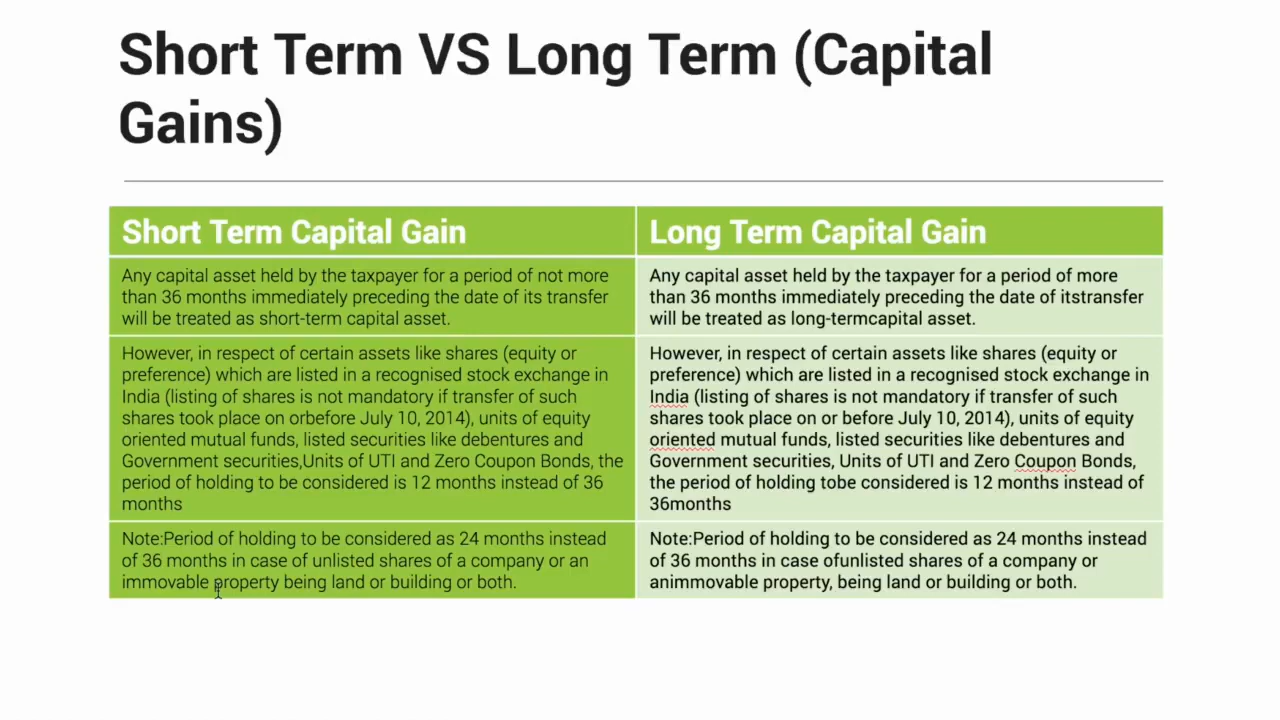 Short Term VS Long Term (Capital
Gains)
Short Term Capital Gain
Long Term Capital Gain
Any capital asset held by the taxpayer for a period of not more
than 36 months immediately preceding the date of its transfer
will be treated as short-term capital asset.
Any capital asset held by the taxpayer for a period of more
than 36 months immediately preceding the date of itstransfer
will be treated as long-termcapital asset.
However, in respect of certain assets like shares (equity or
preference) which are listed in a recognised stock exchange in
India (listing of shares is not mandatory if transfer of such
shares took place on orbefore July 10, 2014), units of equity
oriented mutual funds, listed securities like debentures and
Government securities,Units of UTI and Zero Coupon Bonds, the
period of holding to be considered is 12 months instead of 36
months
However, in respect of certain assets like shares (equity or
preference) which are listed in a recognised stock exchange in
India (listing of shares is not mandatory if transfer of such
shares took place on or before July 10, 2014), units of equity
oriented mutual funds, listed securities like debentures and
Government securities, Units of UTI and Zero Coupon Bonds,
the period of holding tobe considered is 12 months instead of
36months
Note:Period of holding to be considered as 24 months instead
of 36 months in case of unlisted shares of a company or an
immovable property being land or building or both.
Note:Period of holding to be considered as 24 months instead
of 36 months in case ofunlisted shares of a company or
animmovable property, being land or building or both.